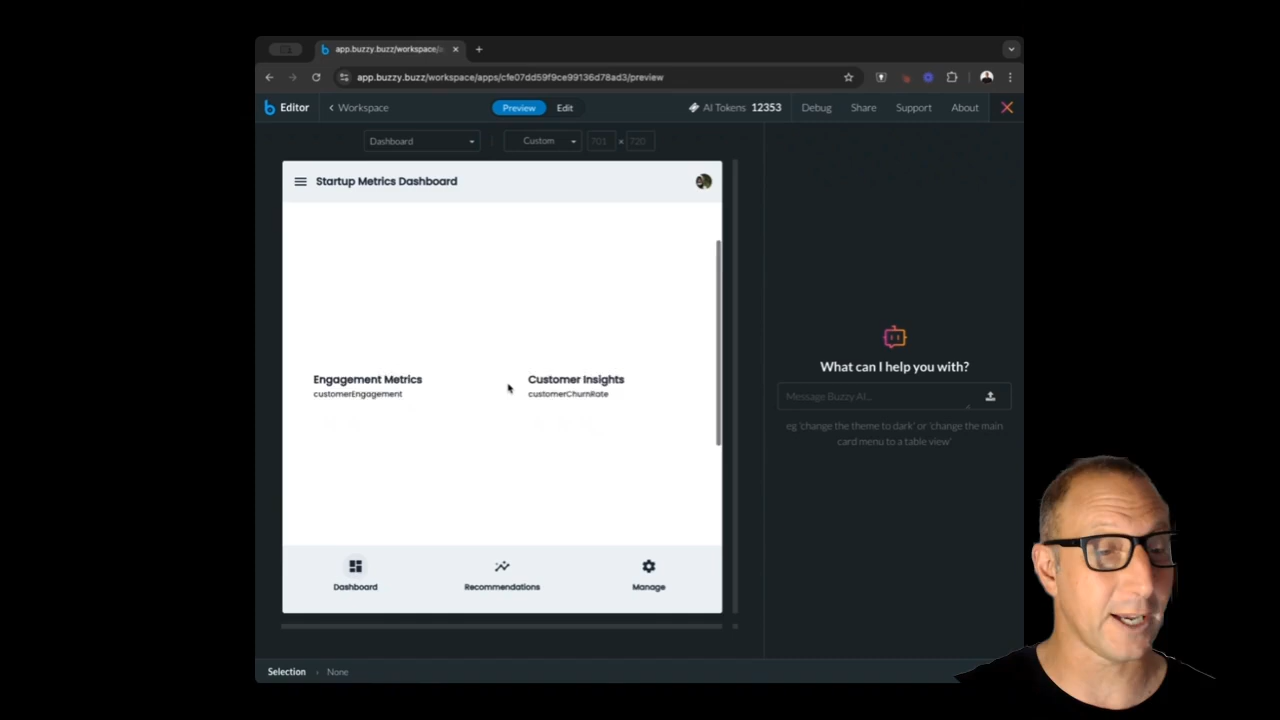 app.buzzy.buzz/workspace/a
app.buzzy.buzz/workspace/apps/cfe07dd59f9ce99136d78ad3/preview
Editor
Workspace
Preview
Edit
AI Tokens 12353
Debug
Share
Support
About
Dashboard
Custom
701 × 720
Startup Metrics Dashboard
Engagement Metrics
customerEngagement
Customer Insights
customerChurnRate
What can I help you with?
Message Buzzy AI...
eg 'change the theme to dark' or 'change the main
card menu to a table view'
Dashboard
Recommendations
Manage
Selection › None